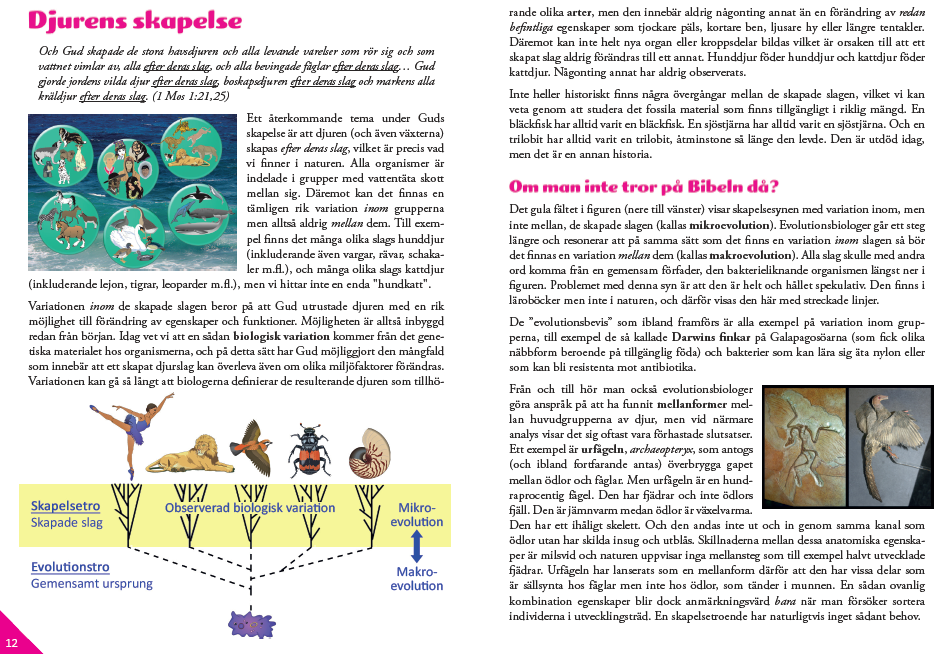 Djurens skapelse
Och Gud skapade de stora havsdjuren och alla levande varelser som rör sig och som
vattnet vimlar av, alla efter deras slag, och alla bevingade fåglar efter deras slag… Gud
gjorde jordens vilda djur efter deras slag, boskapsdjuren efter deras slag och markens alla
kräldjur efter deras slag. (1 Mos 1:21,25)
Ett återkommande tema under Guds
skapelse är att djuren (och även växterna)
skapas efter deras slag, vilket är precis vad
vi finner i naturen. Alla organismer är
indelade i grupper med vattentäta skott
mellan sig. Däremot kan det finnas en
tämligen rik variation inom grupperna
men alltså aldrig mellan dem. Till exem-
pel finns det många olika slags hunddjur
(inkluderande även vargar, rävar, schaka-
ler m.fl.), och många olika slags kattdjur
(inkluderande lejon, tigrar, leoparder m.fl.), men vi hittar inte en enda "hundkatt".
Variationen inom de skapade slagen beror på att Gud utrustade djuren med en rik
möjlighet till förändring av egenskaper och funktioner. Möjligheten är alltså inbyggd
redan från början. Idag vet vi att en sådan biologisk variation kommer från det gene-
tiska materialet hos organismerna, och på detta sätt har Gud möjliggjort den mångfald
som innebär att ett skapat djurslag kan överleva även om olika miljöfaktorer förändras.
Variationen kan gå så långt att biologerna definierar de resulterande djuren som tillhö-
Skapelsetro
Skapade slag
Observerad biologisk variation
Mikro-
evolution
Evolutionstro
Gemensamt ursprung
Makro-
evolution
12
rande olika arter, men den innebär aldrig någonting annat än en förändring av redan
befintliga egenskaper som tjockare päls, kortare ben, ljusare hy eller längre tentakler.
Däremot kan inte helt nya organ eller kroppsdelar bildas vilket är orsaken till att ett
skapat slag aldrig förändras till ett annat. Hunddjur föder hunddjur och kattdjur föder
kattdjur. Någonting annat har aldrig observerats.
Inte heller historiskt finns några övergångar mellan de skapade slagen, vilket vi kan
veta genom att studera det fossila material som finns tillgängligt i riklig mängd. En
bläckfisk har alltid varit en bläckfisk. En sjöstjärna har alltid varit en sjöstjärna. Och en
trilobit har alltid varit en trilobit, åtminstone så länge den levde. Den är utdöd idag,
men det är en annan historia.
Om man inte tror på Bibeln då?
Det gula fältet i figuren (nere till vänster) visar skapelsesynen med variation inom, men
inte mellan, de skapade slagen (kallas mikroevolution). Evolutionsbiologer går ett steg
längre och resonerar att på samma sätt som det finns en variation inom slagen så bör
det finnas en variation mellan dem (kallas makroevolution). Alla slag skulle med andra
ord komma från en gemensam förfader, den bakterieliknande organismen längst ner i
figuren. Problemet med denna syn är att den är helt och hållet spekulativ. Den finns i
läroböcker men inte i naturen, och därför visas den här med streckade linjer.
De ”evolutionsbevis” som ibland framförs är alla exempel på variation inom grup-
perna, till exempel de så kallade Darwins finkar på Galapagosöarna (som fick olika
näbbform beroende på tillgänglig föda) och bakterier som kan lära sig äta nylon eller
som kan bli resistenta mot antibiotika.
Från och till hör man också evolutionsbiologer
göra anspråk på att ha funnit mellanformer mel-
lan huvudgrupperna av djur, men vid närmare
analys visar det sig oftast vara förhastade slutsatser.
Ett exempel är urfågeln, archaeopteryx, som antogs
(och ibland fortfarande antas) överbrygga gapet
mellan ödlor och fåglar. Men urfågeln är en hund-
raprocentig fågel. Den har fjädrar och inte ödlors
fjäll. Den är jämnvarm medan ödlor är växelvarma.
Den har ett ihåligt skelett. Och den andas inte ut och in genom samma kanal som
ödlor utan har skilda insug och utblås. Skillnaderna mellan dessa anatomiska egenska-
per är milsvid och naturen uppvisar inga mellansteg som till exempel halvt utvecklade
fjädrar. Urfågeln har lanserats som en mellanform därför att den har vissa delar som
är sällsynta hos fåglar men inte hos ödlor, som tänder i munnen. En sådan ovanlig
kombination egenskaper blir dock anmärkningsvärd bara när man försöker sortera
individerna i utvecklingsträd. En skapelsetroende har naturligtvis inget sådant behov.